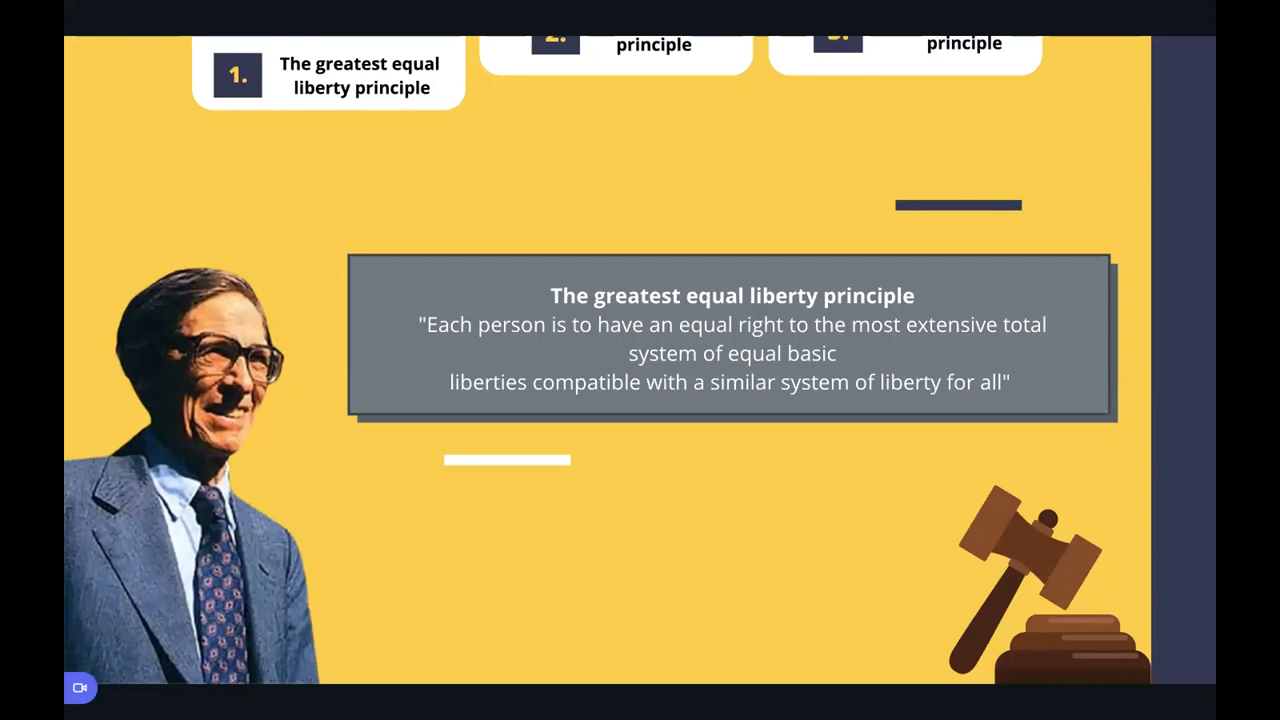 1.
The greatest equal
liberty principle
2.
principle
3.
principle
The greatest equal liberty principle
"Each person is to have an equal right to the most extensive total
system of equal basic
liberties compatible with a similar system of liberty for all"